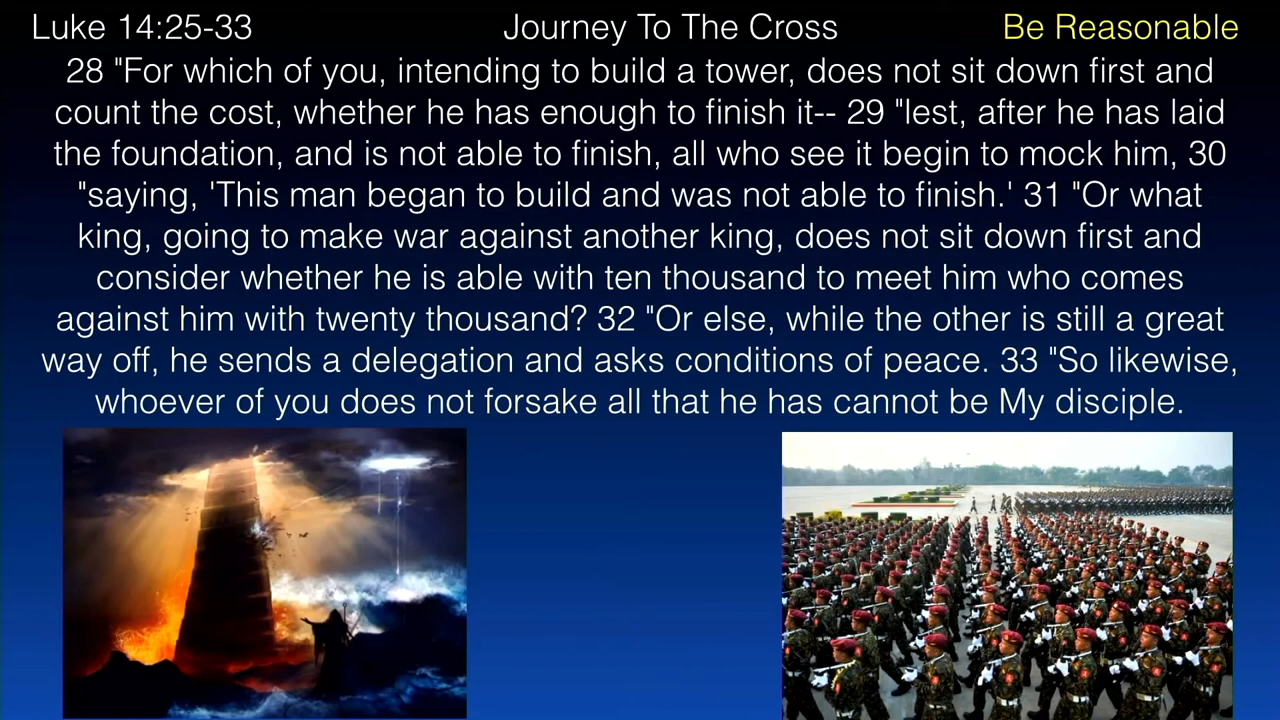 Luke 14:25-33 Journey To The Cross Be Reasonable
28 "For which of you, intending to build a tower, does not sit down first and
count the cost, whether he has enough to finish it-- 29 "lest, after he has laid
the foundation, and is not able to finish, all who see it begin to mock him, 30
"saying, 'This man began to build and was not able to finish.' 31 "Or what
king, going to make war against another king, does not sit down first and
consider whether he is able with ten thousand to meet him who comes
against him with twenty thousand? 32 "Or else, while the other is still a great
way off, he sends a delegation and asks conditions of peace. 33 "So likewise,
whoever of you does not forsake all that he has cannot be My disciple.